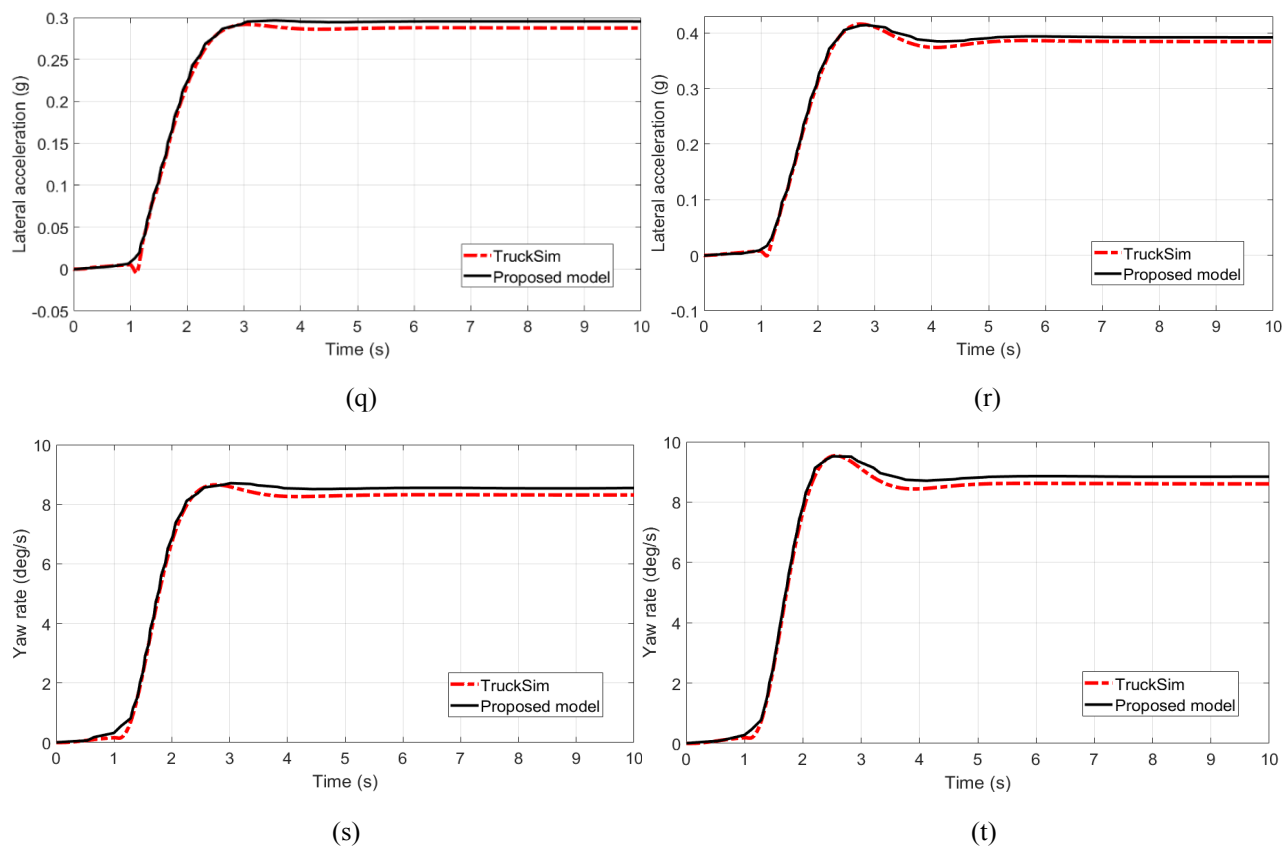 0.3
0.25
0.2
0.15
0.1
0.05
0
-0.05
Lateral acceleration (g)
TruckSim
Proposed model
0 1 2 3 4 5 6 7 8 9 10
Time (s)
(q)
0.4
0.3
0.2
0.1
0
-0.1
Lateral acceleration (g)
TruckSim
Proposed model
0 1 2 3 4 5 6 7 8 9 10
Time (s)
(r)
10
8
6
4
2
0
Yaw rate (deg/s)
TruckSim
Proposed model
0 1 2 3 4 5 6 7 8 9 10
Time (s)
(s)
10
8
6
4
2
0
Yaw rate (deg/s)
TruckSim
Proposed model
0 1 2 3 4 5 6 7 8 9 10
Time (s)
(t)